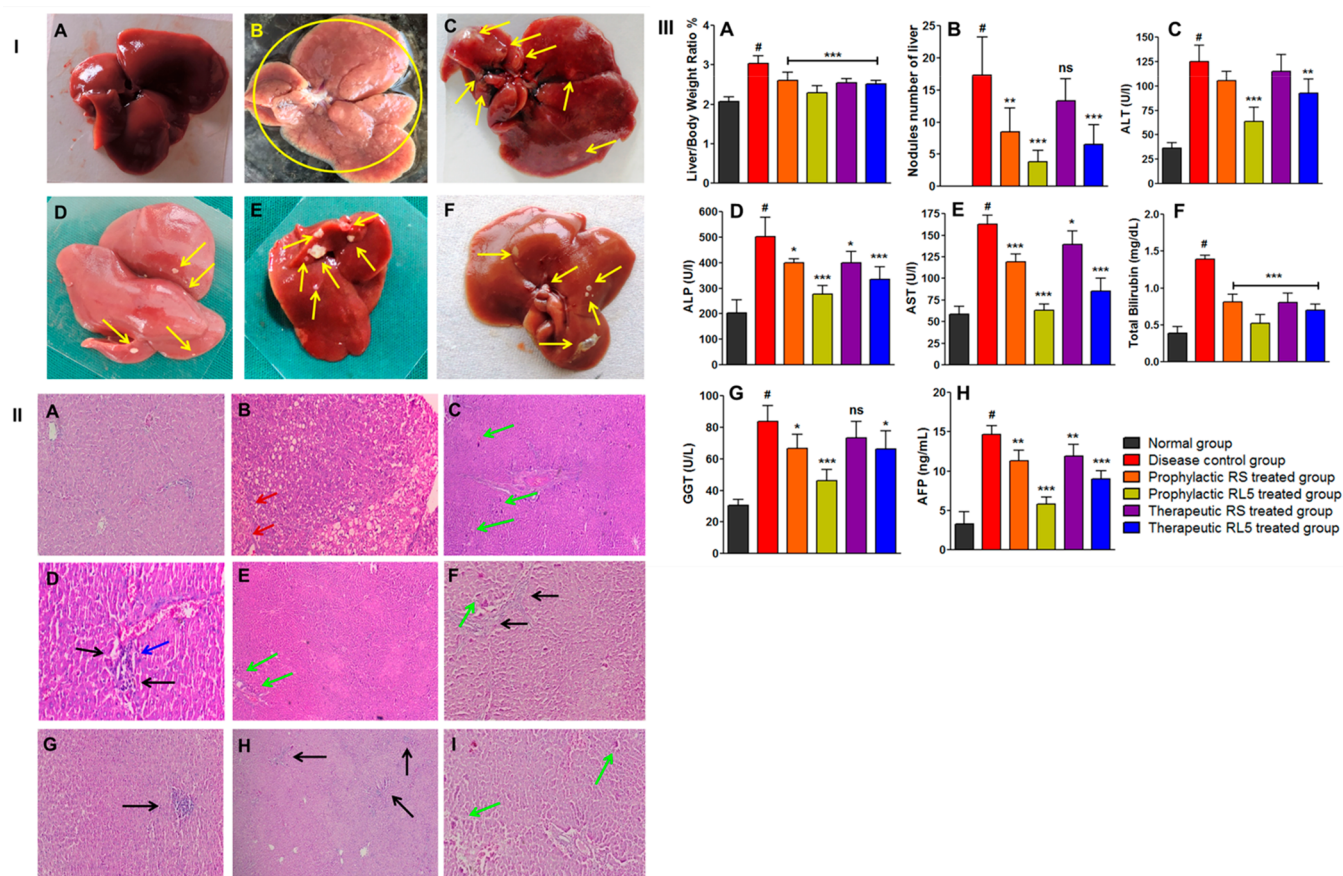 I
A
B
C
D
E
F
II
A
B
C
D
E
F
G
H
I
III
A
Liver/Body Weight Ratio %
4
3
2
1
0
#
***
B
Nodules number of liver
25
20
15
10
5
0
#
**
***
ns
***
C
ALT (U/l)
150
125
100
75
50
25
0
#
***
**
D
ALP (U/l)
600
500
400
300
200
100
0
#
*
***
*
***
E
AST (U/l)
175
150
125
100
75
50
25
0
#
***
***
*
***
F
Total Bilirubin (mg/dL)
2.0
1.5
1.0
0.5
0.0
#
***
G
GGT (U/L)
100
80
60
40
20
0
#
*
***
ns
*
H
AFP (ng/mL)
20
15
10
5
0
#
**
***
**
***
Normal group
Disease control group
Prophylactic RS treated group
Prophylactic RL5 treated group
Therapeutic RS treated group
Therapeutic RL5 treated group